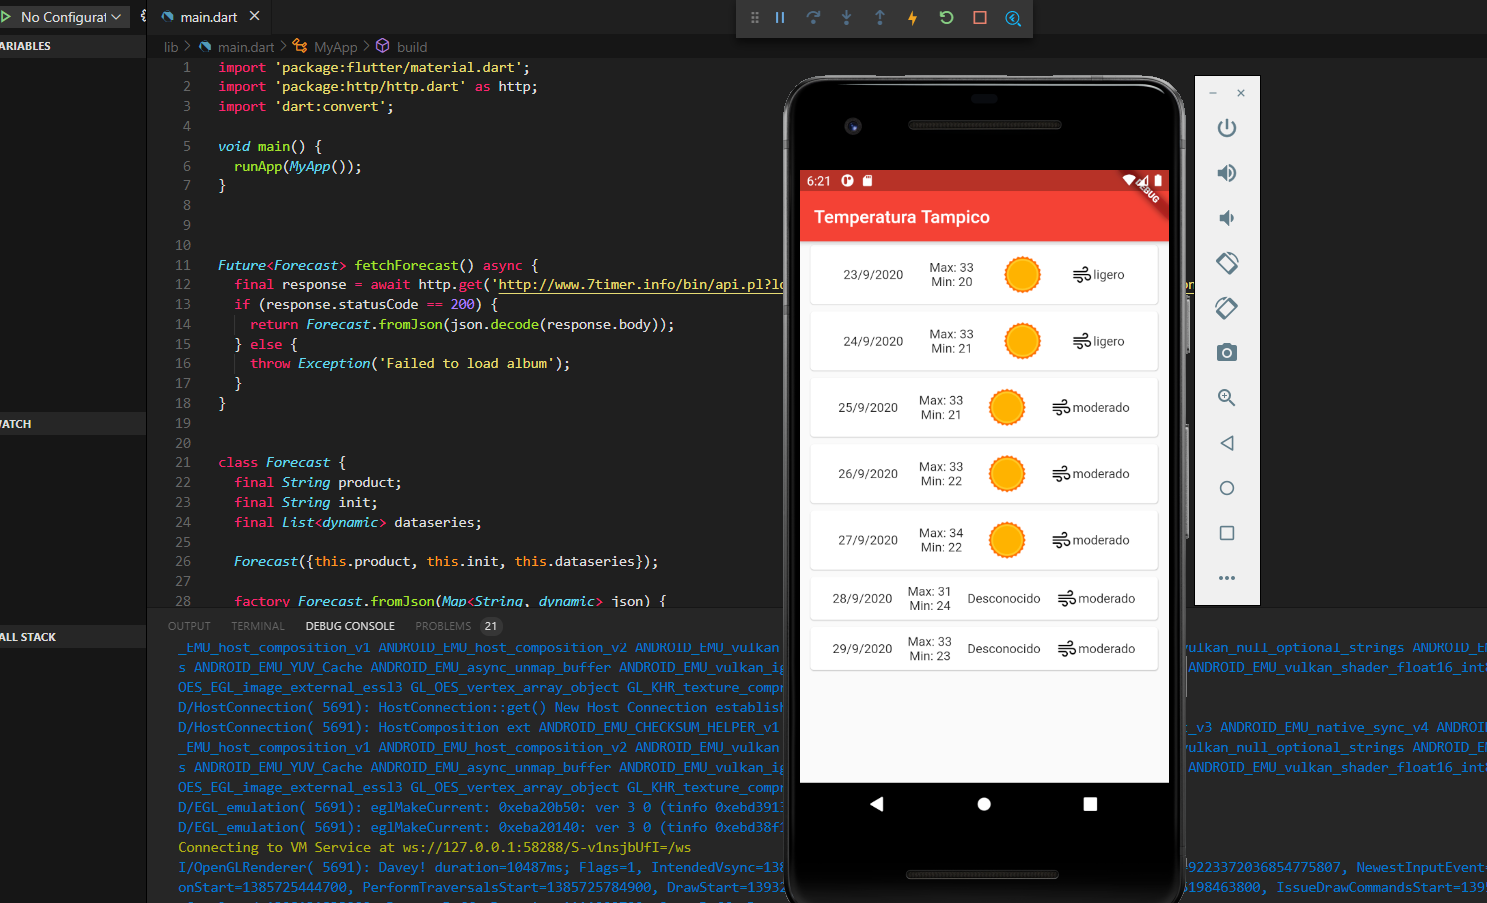 No Configurat
main.dart
ARIABLES
lib > main.dart > MyApp > build
1 import 'package:flutter/material.dart';
2 import 'package:http/http.dart' as http;
3 import 'dart:convert';
4
5 void main() {
6 runApp(MyApp());
7 }
8
9
10
11 Future<Forecast> fetchForecast() async {
12 final response = await http.get('http://www.7timer.info/bin/api.pl?lo
13 if (response.statusCode == 200) {
14 return Forecast.fromJson(json.decode(response.body));
15 } else {
16 throw Exception('Failed to load album');
17 }
18 }
19
20
21 class Forecast {
22 final String product;
23 final String init;
24 final List<dynamic> dataseries;
25
26 Forecast({this.product, this.init, this.dataseries});
27
28 factory Forecast.fromJson(Map<String, dynamic> json) {
WATCH
ALL STACK
6:21
DEBUG
Temperatura Tampico
23/9/2020 Max: 33 Min: 20 ligero
24/9/2020 Max: 33 Min: 21 ligero
25/9/2020 Max: 33 Min: 21 moderado
26/9/2020 Max: 33 Min: 22 moderado
27/9/2020 Max: 34 Min: 22 moderado
28/9/2020 Max: 31 Min: 24 Desconocido moderado
29/9/2020 Max: 33 Min: 23 Desconocido moderado
OUTPUT TERMINAL DEBUG CONSOLE PROBLEMS 21
_EMU_host_composition_v1 ANDROID_EMU_host_composition_v2 ANDROID_EMU_vulkan vulkan_null_optional_strings ANDROID_EM
s ANDROID_EMU_YUV_Cache ANDROID_EMU_async_unmap_buffer ANDROID_EMU_vulkan_ig ANDROID_EMU_vulkan_shader_float16_int8
OES_EGL_image_external_essl3 GL_OES_vertex_array_object GL_KHR_texture_compr
D/HostConnection( 5691): HostConnection::get() New Host Connection establish
D/HostConnection( 5691): HostComposition ext ANDROID_EMU_CHECKSUM_HELPER_v1 _v3 ANDROID_EMU_native_sync_v4 ANDROID
_EMU_host_composition_v1 ANDROID_EMU_host_composition_v2 ANDROID_EMU_vulkan vulkan_null_optional_strings ANDROID_EM
s ANDROID_EMU_YUV_Cache ANDROID_EMU_async_unmap_buffer ANDROID_EMU_vulkan_ig ANDROID_EMU_vulkan_shader_float16_int8
OES_EGL_image_external_essl3 GL_OES_vertex_array_object GL_KHR_texture_compr
D/EGL_emulation( 5691): eglMakeCurrent: 0xeba20b50: ver 3 0 (tinfo 0xebd3913
D/EGL_emulation( 5691): eglMakeCurrent: 0xeba20140: ver 3 0 (tinfo 0xebd38f1
Connecting to VM Service at ws://127.0.0.1:58288/S-v1nsjbUfI=/ws
I/OpenGLRenderer( 5691): Davey! duration=10487ms; Flags=1, IntendedVsync=138 9223372036854775807, NewestInputEvent=
onStart=1385725444700, PerformTraversalsStart=1385725784900, DrawStart=13932 198463800, IssueDrawCommandsStart=1395